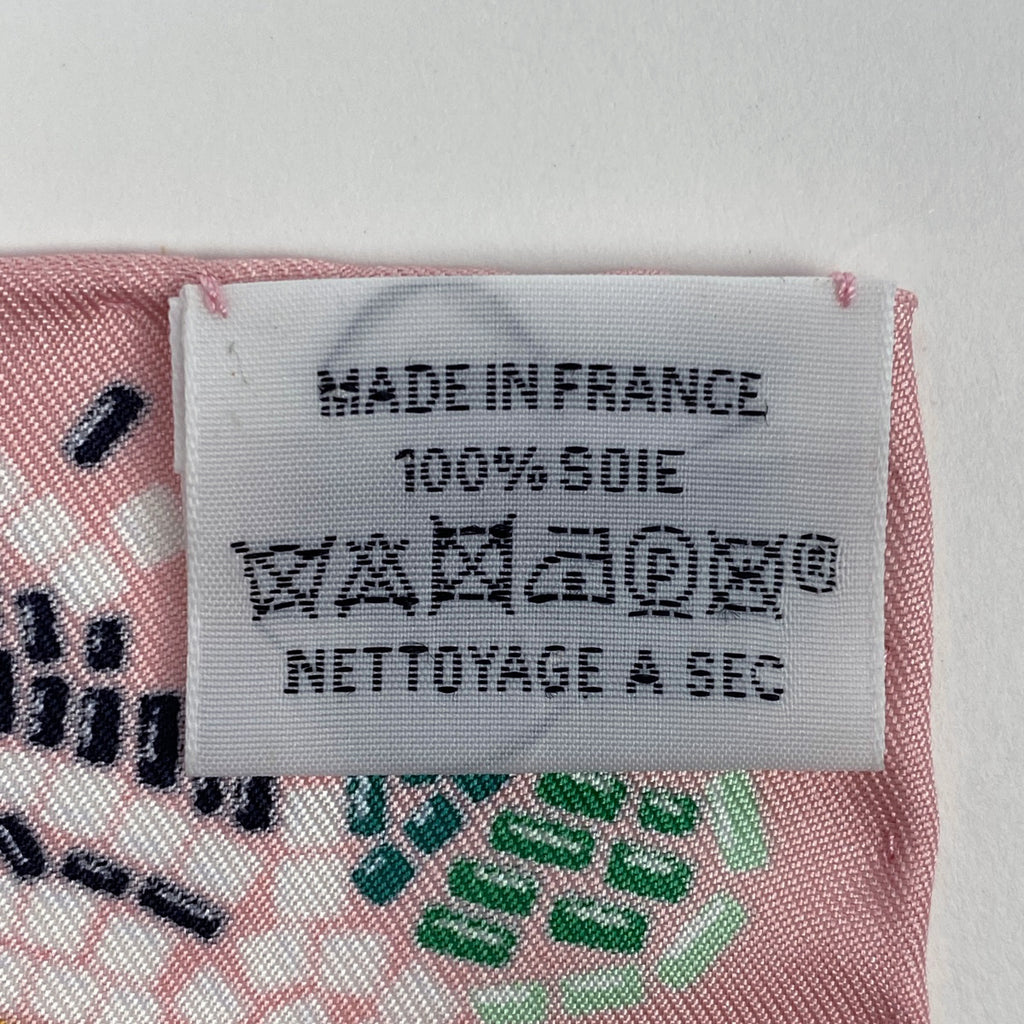 MADE IN FRANCE
100% SOIE
P ®
NETTOYAGE A SEC